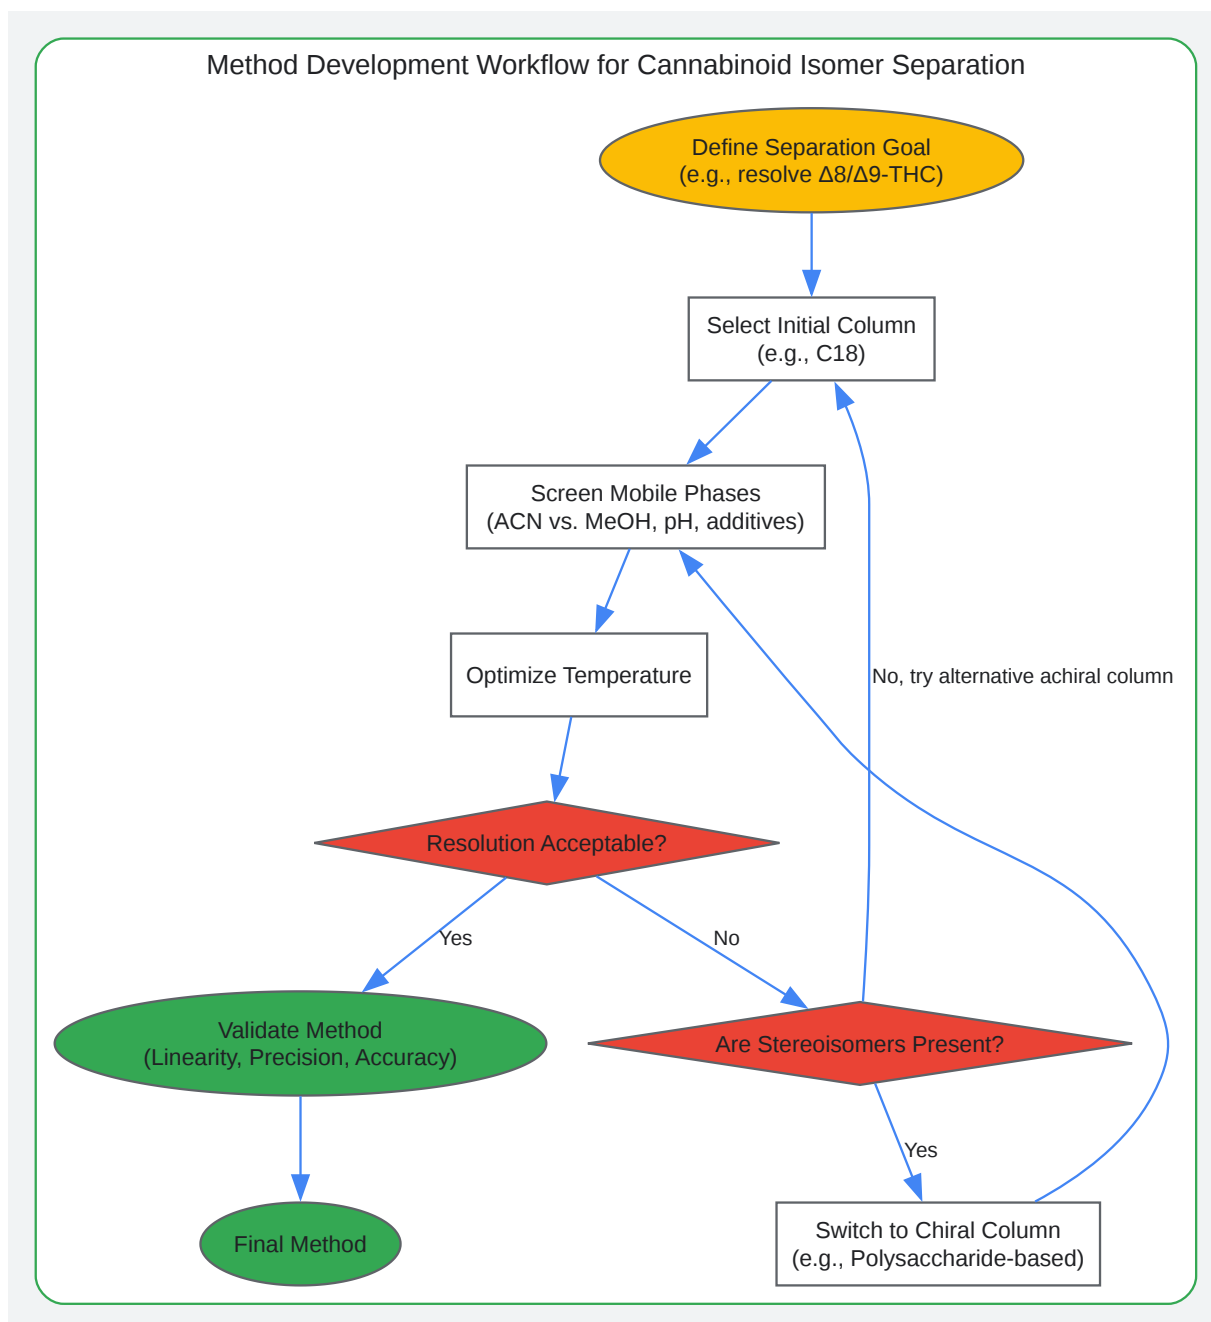 Method Development Workflow for Cannabinoid Isomer Separation
Define Separation Goal
(e.g., resolve Δ8/Δ9-THC)
Select Initial Column
(e.g., C18)
Screen Mobile Phases
(ACN vs. MeOH, pH, additives)
Optimize Temperature
No, try alternative achiral column
Resolution Acceptable?
Yes
No
Validate Method
(Linearity, Precision, Accuracy)
Are Stereoisomers Present?
Yes
Final Method
Switch to Chiral Column
(e.g., Polysaccharide-based)